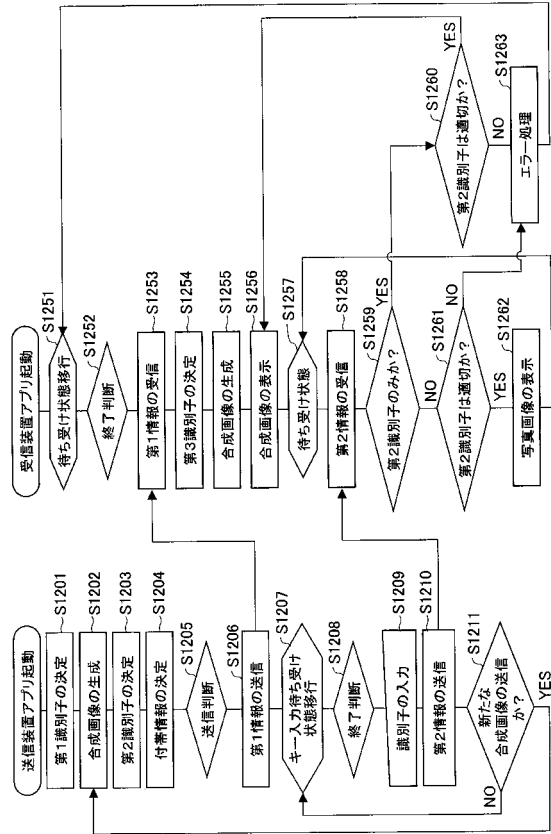 送信装置アプリ起動
S1201
第1識別子の決定
S1202
合成画像の生成
S1203
第2識別子の決定
S1204
付帯情報の決定
S1205
送信判断
S1206
第1情報の送信
S1207
キー入力待ち受け
状態移行
S1208
終了判断
S1209
識別子の入力
S1210
第2情報の送信
S1211
新たな
合成画像の送信
か？
NO
YES
受信装置アプリ起動
S1251
待ち受け状態移行
S1252
終了判断
S1253
第1情報の受信
S1254
第3識別子の決定
S1255
合成画像の生成
S1256
合成画像の表示
S1257
待ち受け状態
S1258
第2情報の受信
S1259
第2識別子のみか？
YES
NO
S1261
第2識別子は適切か？
NO
YES
S1262
写真画像の表示
S1260
第2識別子は適切か？
YES
NO
S1263
エラー処理